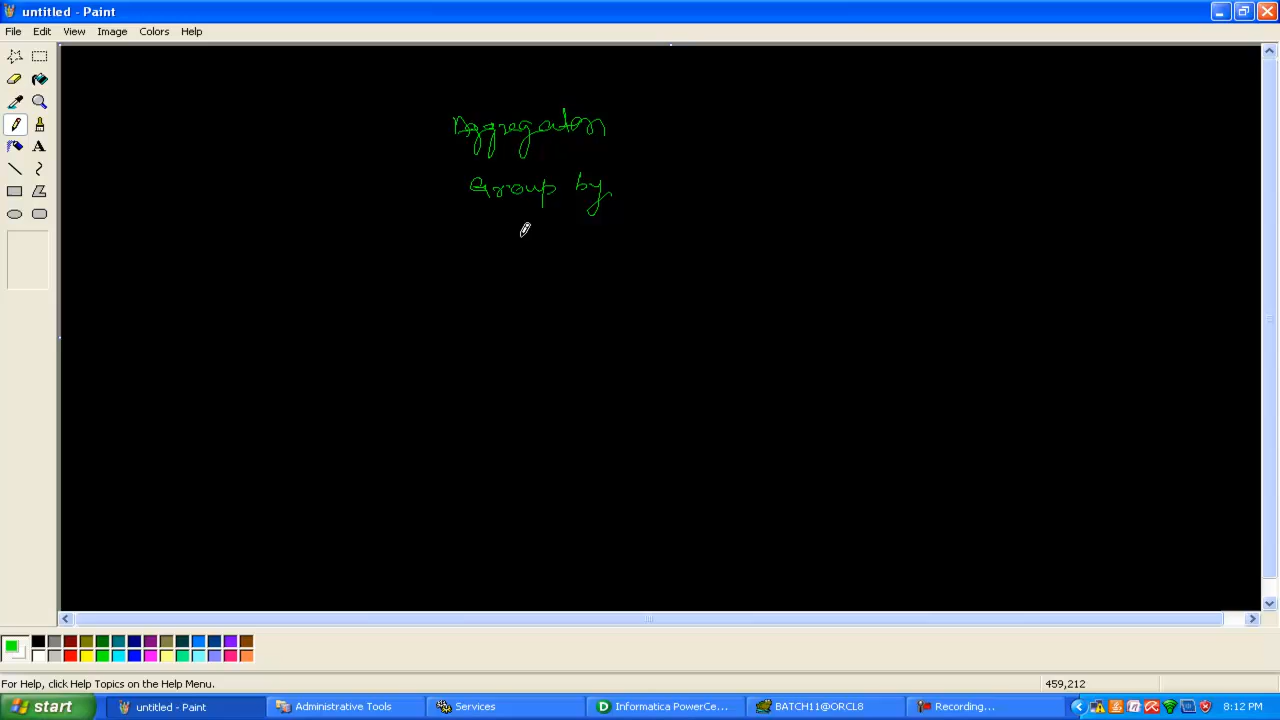 untitled - Paint
File Edit View Image Colors Help
Aggregator
Group by
For Help, click Help Topics on the Help Menu. 459,212
start untitled - Paint Administrative Tools Services Informatica PowerCe... BATCH11@ORCL8 Recording... 8:12 PM